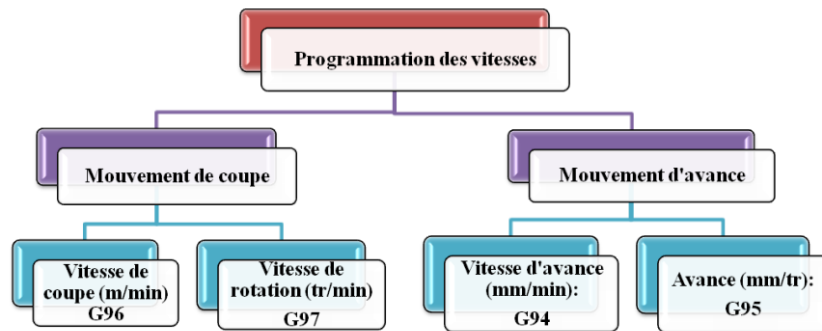 Programmation des vitesses
Mouvement de coupe
Mouvement d'avance
Vitesse de
coupe (m/min)
G96
Vitesse de
rotation (tr/min)
G97
Vitesse d'avance
(mm/min):
G94
Avance (mm/tr):
G95